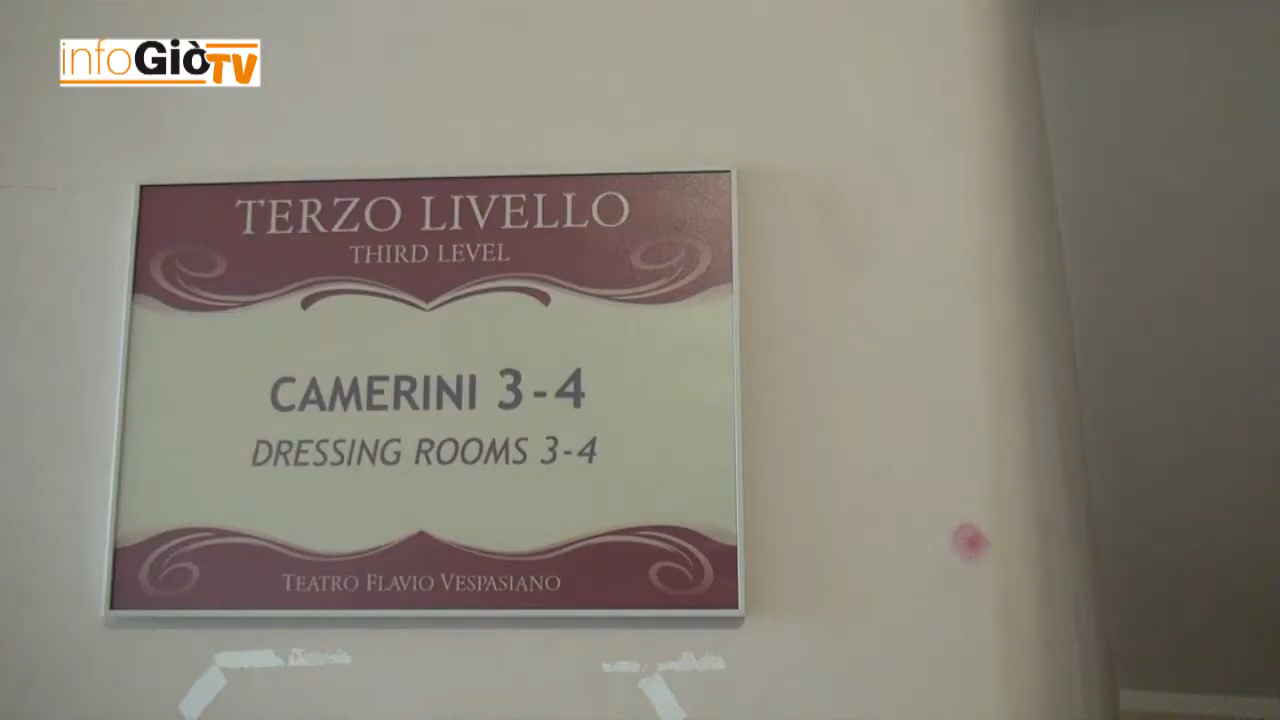 infoGiòTV
TERZO LIVELLO
THIRD LEVEL
CAMERINI 3-4
DRESSING ROOMS 3-4
TEATRO FLAVIO VESPASIANO